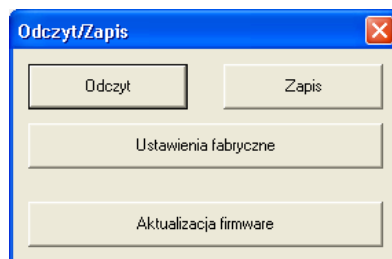 Odczyt/Zapis
Odczyt Zapis
Ustawienia fabryczne
Aktualizacja firmware